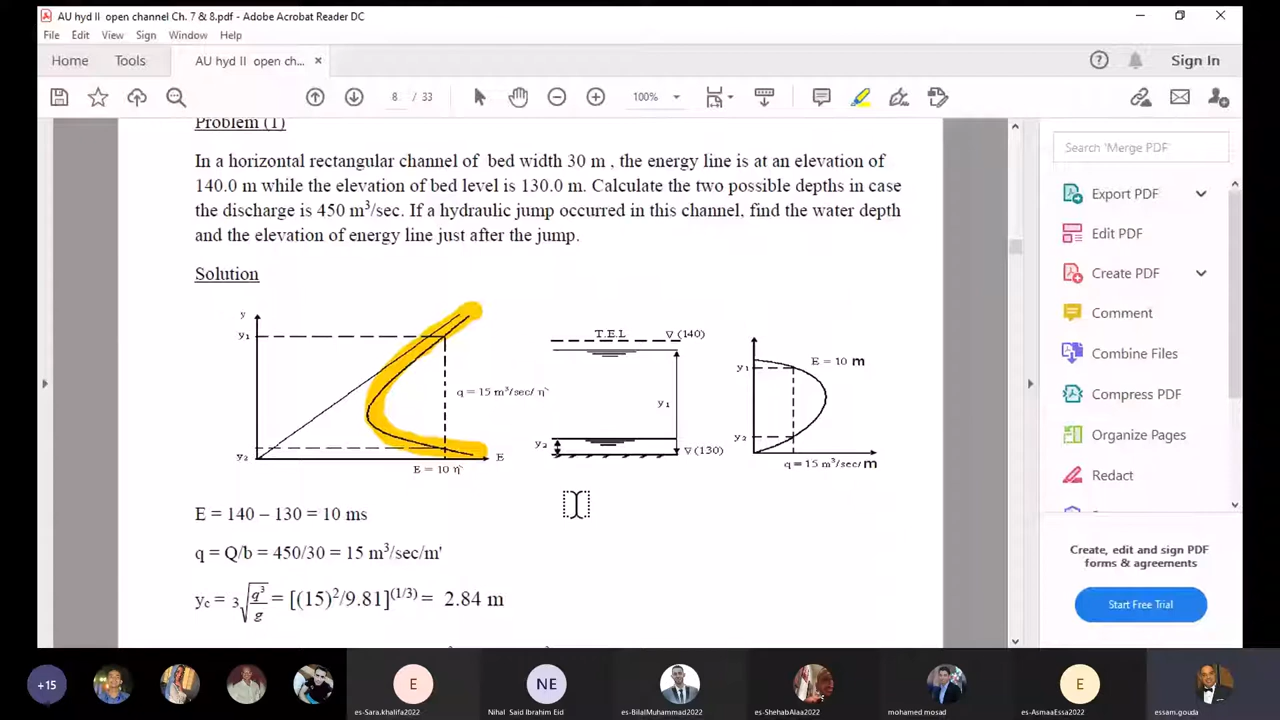 AU hyd II open channel Ch. 7 & 8.pdf - Adobe Acrobat Reader DC
File Edit View Sign Window Help
Home Tools AU hyd II open ch... × Sign In
8 / 33 100% Search 'Merge PDF'
Problem (1)
In a horizontal rectangular channel of bed width 30 m , the energy line is at an elevation of
140.0 m while the elevation of bed level is 130.0 m. Calculate the two possible depths in case
the discharge is 450 m³/sec. If a hydraulic jump occurred in this channel, find the water depth
and the elevation of energy line just after the jump.
Solution
y
y₁
q = 15 m³/sec/
y₂
E
E = 10
T.E.L ∇ (140)
y₁
y₂
∇ (130)
E = 10 m
y₁
y₂
q = 15 m³/sec/m
E = 140 – 130 = 10 ms
q = Q/b = 450/30 = 15 m³/sec/m'
= [(15)²/9.81]^(1/3) = 2.84 m
Export PDF
Edit PDF
Create PDF
Comment
Combine Files
Compress PDF
Organize Pages
Redact
Create, edit and sign PDF
forms & agreements
Start Free Trial
+15 E NE E
es-Sara.khalifa2022 Nihal Said Ibrahim Eid es-BilalMuhammad2022 es-ShehabAlaa2022 mohamed mosad es-AsmaaEssa2022 essam.gouda